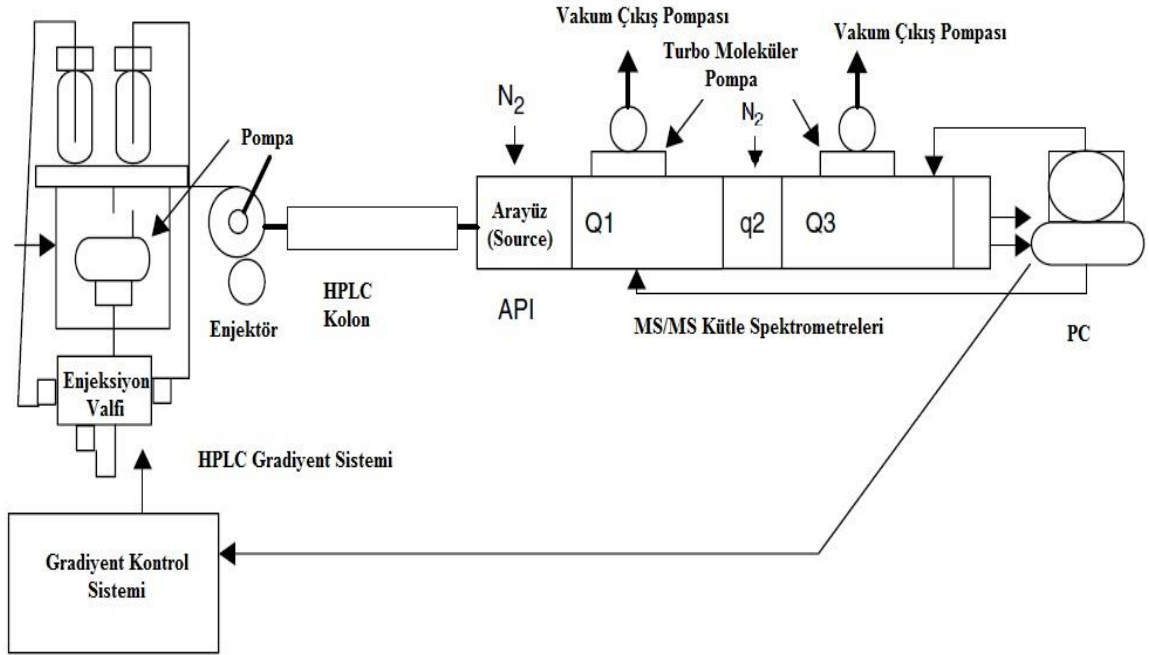 Vakum Çıkış Pompası
Vakum Çıkış Pompası
Turbo Moleküler
Pompa
N2
N2
Pompa
Arayüz
(Source)
Q1
q2
Q3
HPLC
Kolon
Enjektör
API
MS/MS Kütle Spektrometreleri
PC
Enjeksiyon
Valfi
HPLC Gradiyent Sistemi
Gradiyent Kontrol
Sistemi